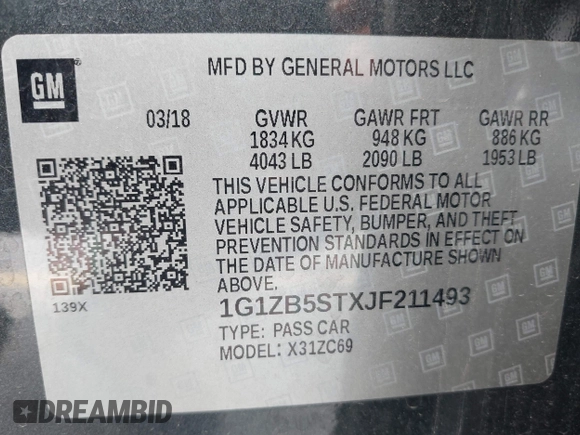 GM
MFD BY GENERAL MOTORS LLC
03/18 GVWR GAWR FRT GAWR RR
1834 KG 948 KG 886 KG
4043 LB 2090 LB 1953 LB
THIS VEHICLE CONFORMS TO ALL
APPLICABLE U.S. FEDERAL MOTOR
VEHICLE SAFETY, BUMPER, AND THEFT
PREVENTION STANDARDS IN EFFECT ON
THE DATE OF MANUFACTURE SHOWN
ABOVE.
139X
1G1ZB5STXJF211493
TYPE: PASS CAR
MODEL: X31ZC69
DREAMBID